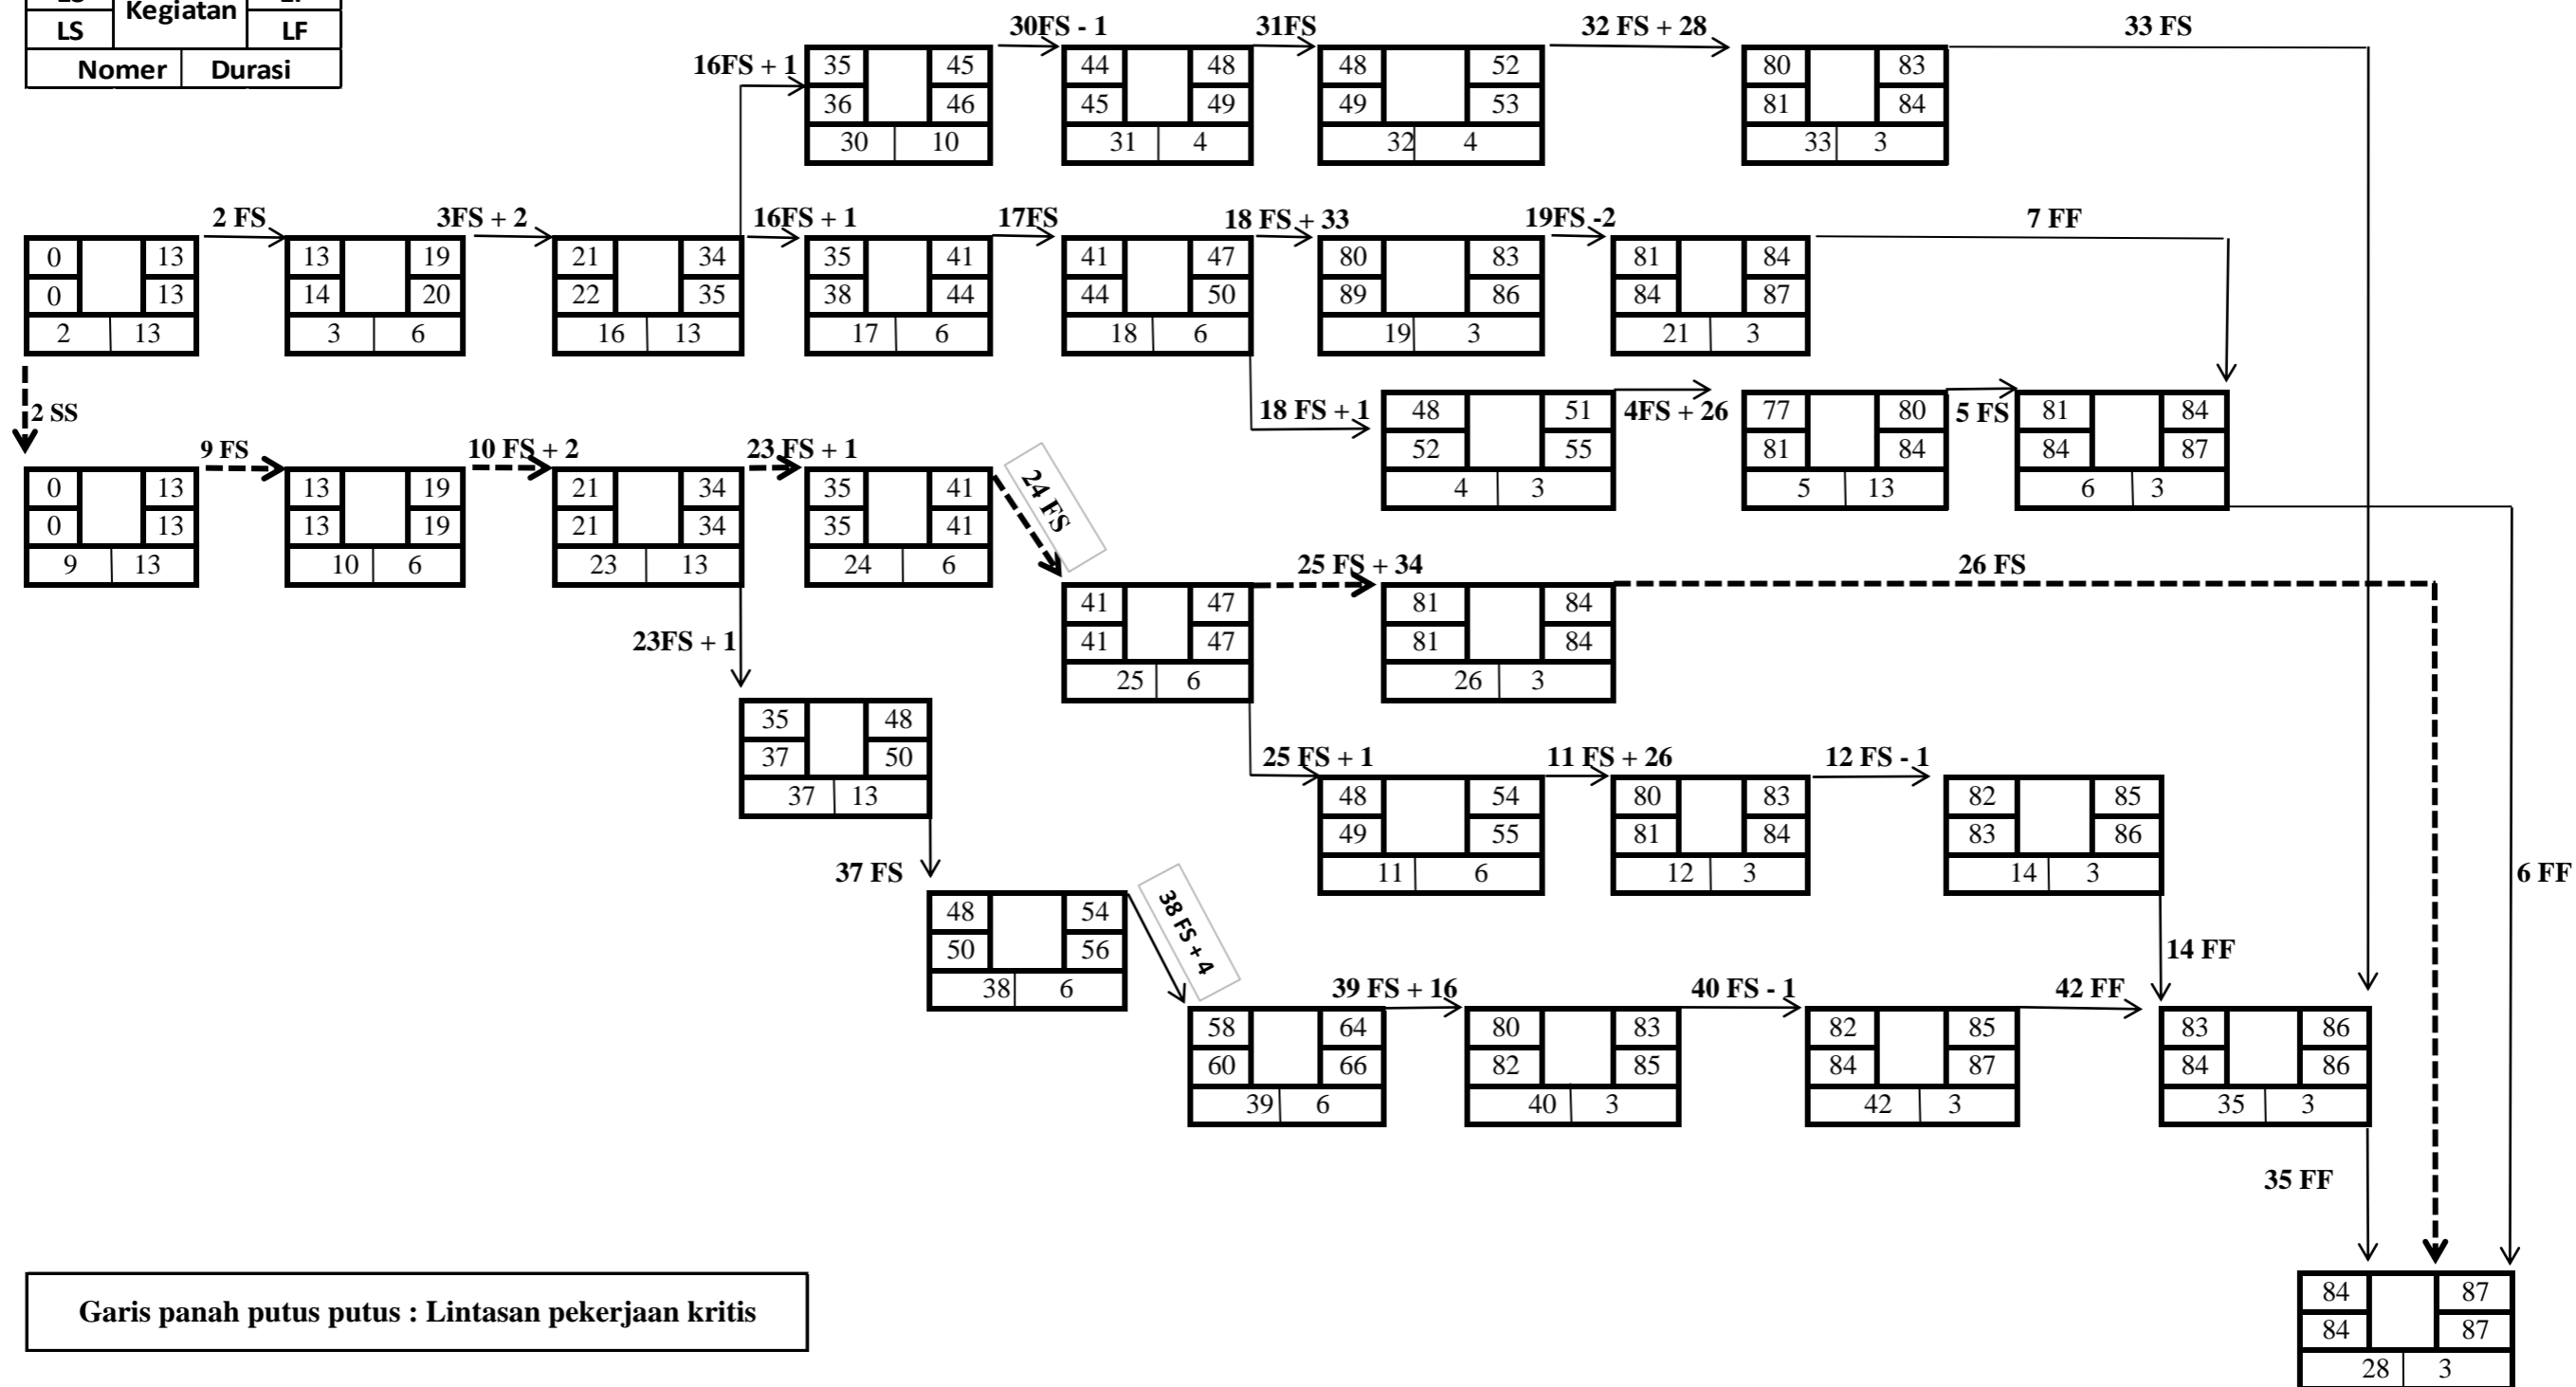 Kegiatan
LS LF
Nomer Durasi
30FS - 1 31FS 32 FS + 28 33 FS
16FS + 1
35 45 44 48 48 52 80 83
36 46 45 49 49 53 81 84
30 10 31 4 32 4 33 3
2 FS 3FS + 2 16FS + 1 17FS 18 FS + 33 19FS -2 7 FF
0 13 13 19 21 34 35 41 41 47 80 83 81 84
0 13 14 20 22 35 38 44 44 50 89 86 84 87
2 13 3 6 16 13 17 6 18 6 19 3 21 3
2 SS
18 FS + 1 4FS + 26 5 FS
48 51 77 80 81 84
52 55 81 84 84 87
4 3 5 13 6 3
9 FS 10 FS + 2 23 FS + 1 24 FS
0 13 13 19 21 34 35 41
0 13 13 19 21 34 35 41
9 13 10 6 23 13 24 6
25 FS + 34 26 FS
41 47 81 84
41 47 81 84
25 6 26 3
23FS + 1
35 48
37 50
37 13
25 FS + 1 11 FS + 26 12 FS - 1
48 54 80 83 82 85
49 55 81 84 83 86
11 6 12 3 14 3
6 FF
37 FS
48 54
50 56
38 6
38 FS + 4
14 FF
39 FS + 16 40 FS - 1 42 FF
58 64 80 83 82 85 83 86
60 66 82 85 84 87 84 86
39 6 40 3 42 3 35 3
35 FF
Garis panah putus putus : Lintasan pekerjaan kritis
84 87
84 87
28 3